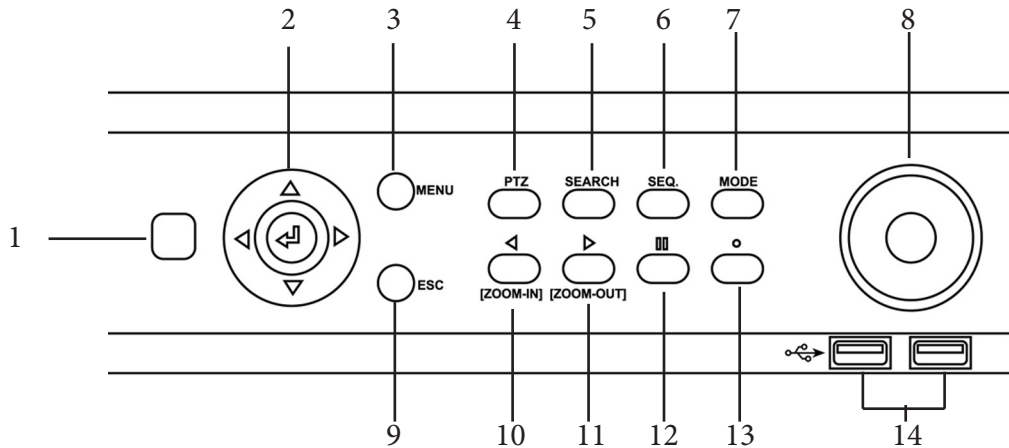 2 3 4 5 6 7 8
PTZ SEARCH SEQ. MODE
MENU
1
ESC
[ZOOM-IN] [ZOOM-OUT]
9 10 11 12 13 14